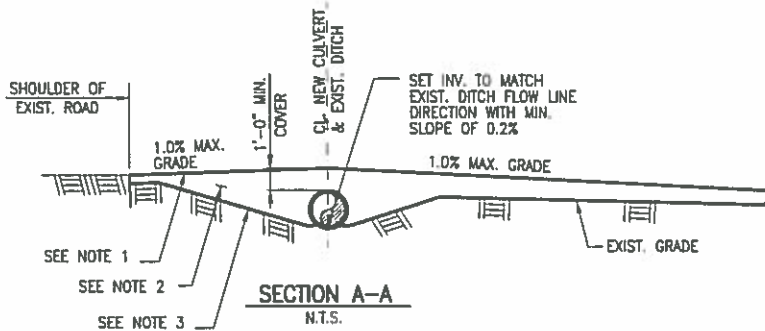 SHOULDER OF
EXIST. ROAD
1'-0" MIN.
COVER
CL NEW CULVERT
& EXIST. DITCH
SET INV. TO MATCH
EXIST. DITCH FLOW LINE
DIRECTION WITH MIN.
SLOPE OF 0.2%
1.0% MAX.
GRADE
1.0% MAX. GRADE
SEE NOTE 1
SEE NOTE 2
SEE NOTE 3
EXIST. GRADE
SECTION A-A
N.T.S.